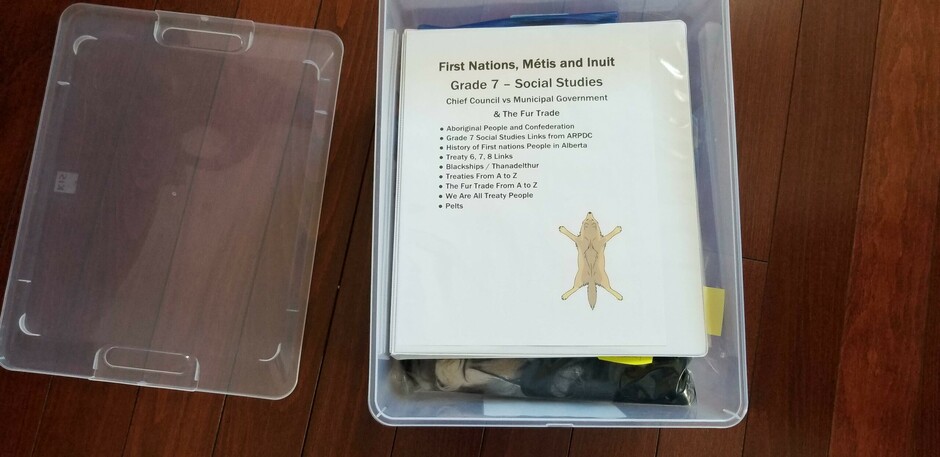 First Nations, Métis and Inuit
Grade 7 – Social Studies
Chief Council vs Municipal Government
& The Fur Trade
• Aboriginal People and Confederation
• Grade 7 Social Studies Links from ARPDC
• History of First nations People in Alberta
• Treaty 6, 7, 8 Links
• Blackships / Thanadelthur
• Treaties From A to Z
• The Fur Trade From A to Z
• We Are All Treaty People
• Pelts